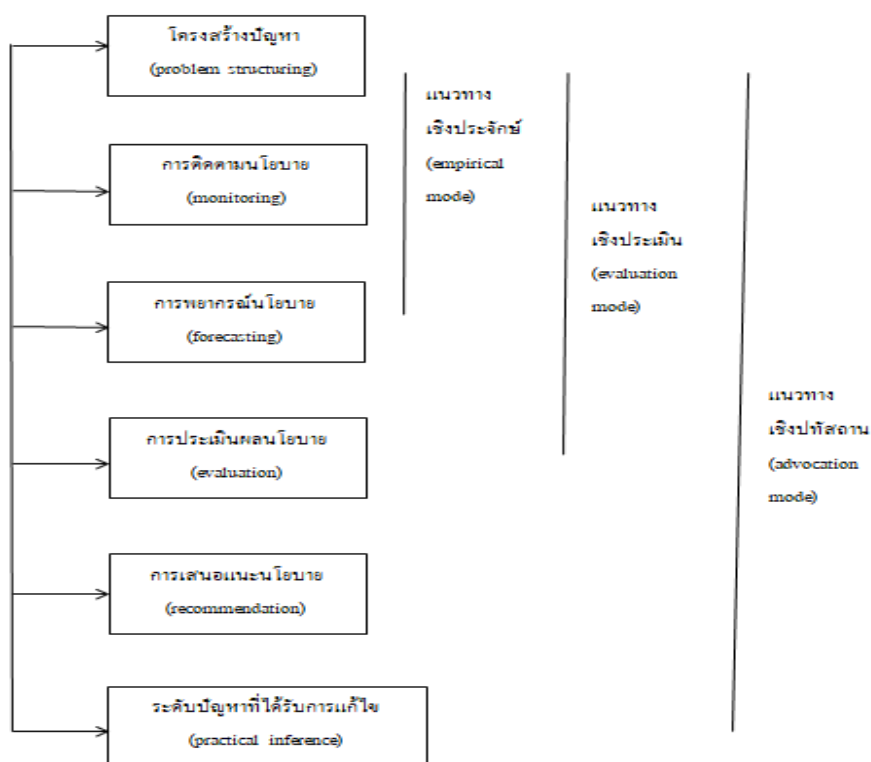 โครงสร้างปัญหา
(problem structuring)
การติดตามนโยบาย
(monitoring)
การพยากรณ์นโยบาย
(forecasting)
การประเมินผลนโยบาย
(evaluation)
การเสนอแนะนโยบาย
(recommendation)
ระดับปัญหาที่ได้รับการแก้ไข
(practical inference)
แนวทาง
เชิงประจักษ์
(empirical
mode)
แนวทาง
เชิงประเมิน
(evaluation
mode)
แนวทาง
เชิงปทัสถาน
(advocation
mode)